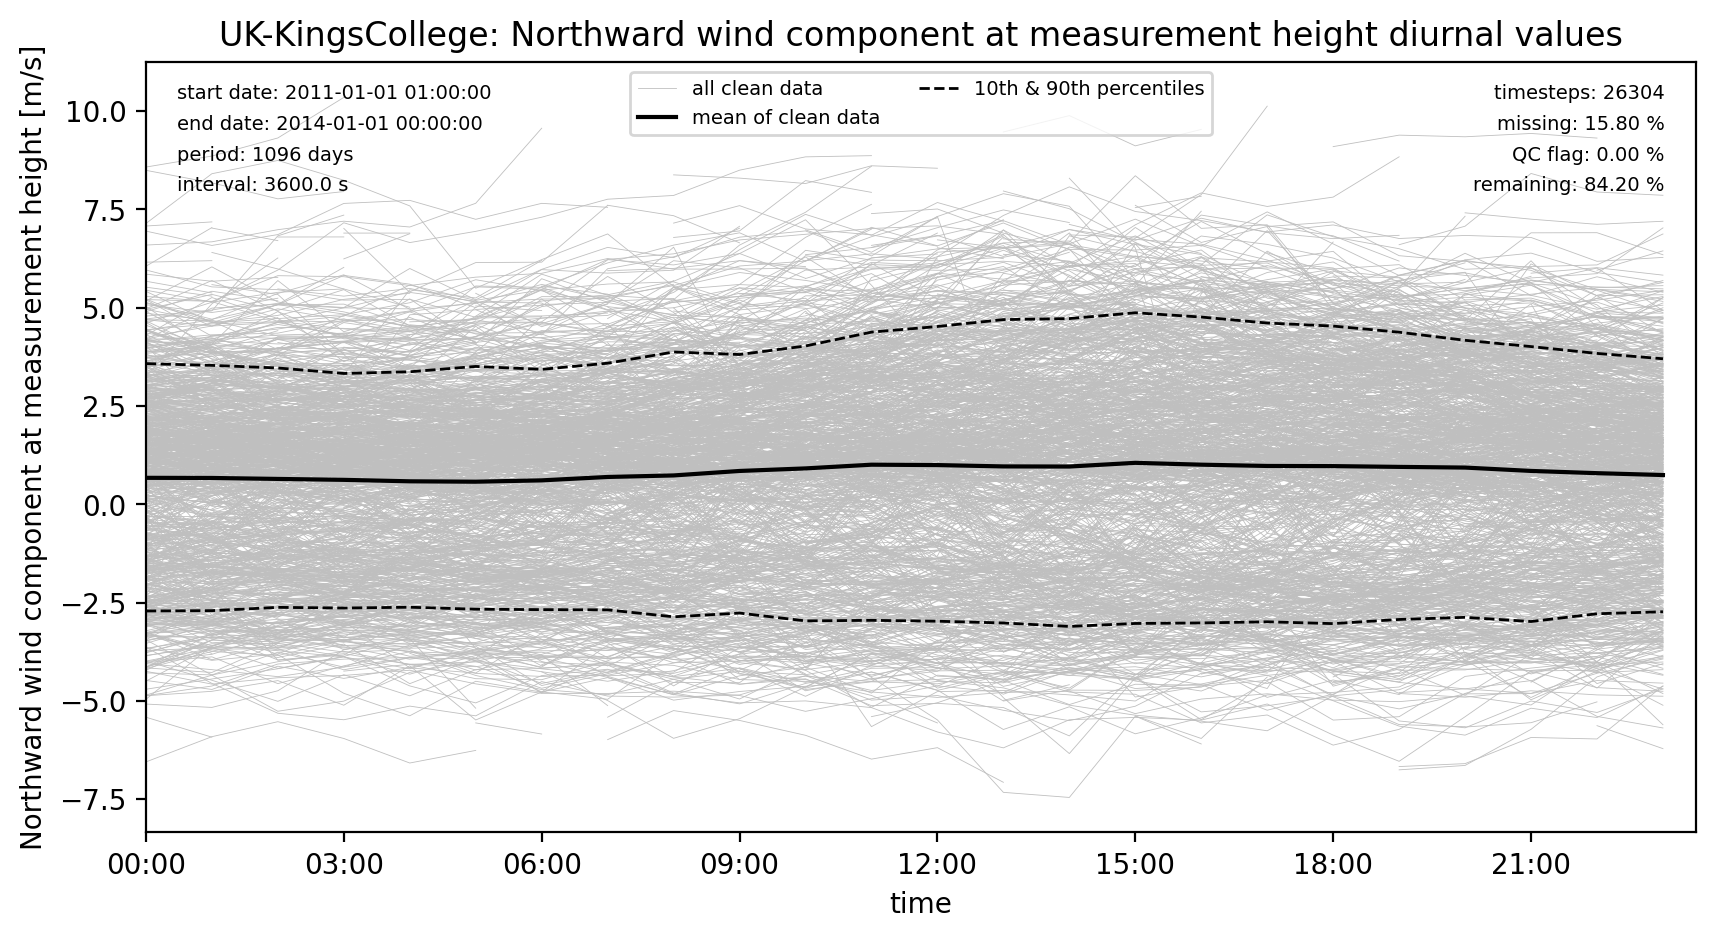 UK-KingsCollege: Northward wind component at measurement height diurnal values
Northward wind component at measurement height [m/s]
start date: 2011-01-01 01:00:00
end date: 2014-01-01 00:00:00
period: 1096 days
interval: 3600.0 s
all clean data
mean of clean data
10th & 90th percentiles
timesteps: 26304
missing: 15.80 %
QC flag: 0.00 %
remaining: 84.20 %
10.0
7.5
5.0
2.5
0.0
−2.5
−5.0
−7.5
00:00 03:00 06:00 09:00 12:00 15:00 18:00 21:00
time